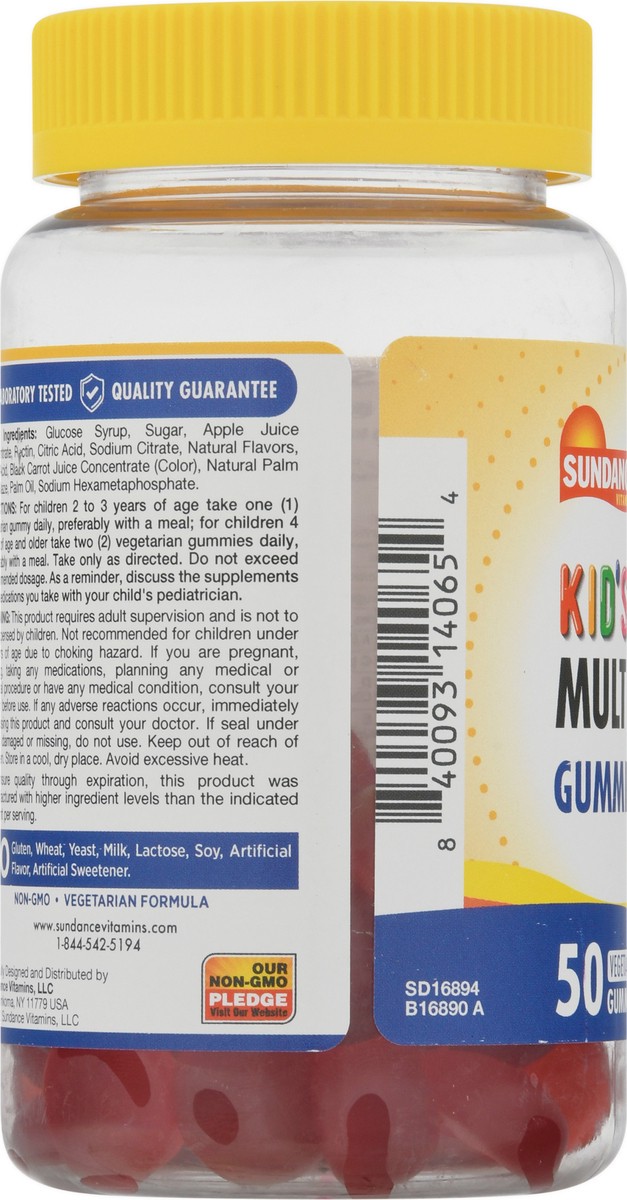 TESTED QUALITY GUARANTEE
Ingredients: Glucose Syrup, Sugar, Apple Juice
Citric Acid, Sodium Citrate, Natural Flavors,
Black Carrot Juice Concentrate (Color), Natural Palm
Palm Oil, Sodium Hexametaphosphate.
For children 2 to 3 years of age take one (1)
gummy daily, preferably with a meal; for children 4
age and older take two (2) vegetarian gummies daily,
with a meal. Take only as directed. Do not exceed
dosage. As a reminder, discuss the supplements
you take with your child's pediatrician.
This product requires adult supervision and is not to
by children. Not recommended for children under
of age due to choking hazard. If you are pregnant,
taking any medications, planning any medical or
procedure or have any medical condition, consult your
before use. If any adverse reactions occur, immediately
this product and consult your doctor. If seal under
damaged or missing, do not use. Keep out of reach of
Store in a cool, dry place. Avoid excessive heat.
quality through expiration, this product was
with higher ingredient levels than the indicated
per serving.
Gluten, Wheat, Yeast, Milk, Lactose, Soy, Artificial
Flavor, Artificial Sweetener.
NON-GMO • VEGETARIAN FORMULA
www.sundancevitamins.com
1-844-542-5194
Designed and Distributed by
Vitamins, LLC
NY 11779 USA
Sundance Vitamins, LLC
OUR
NON-GMO
PLEDGE
Visit Our Website
8 40093 14065 4
SD16894
B16890 A
SUNDANC
VITAM
KID'S
MULT
GUMMI
50 VEGETA
GUMM